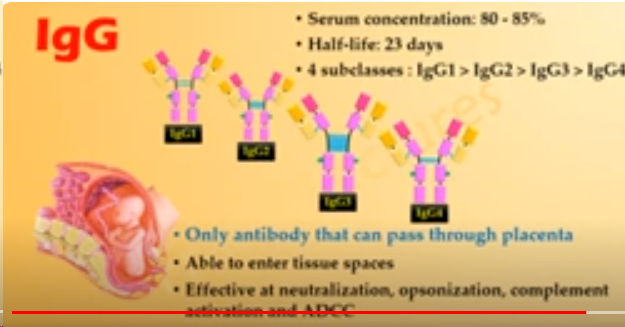 IgG
• Serum concentration: 80 - 85%
• Half-life: 23 days
• 4 subclasses : IgG1 > IgG2 > IgG3 > IgG4
IgG1
IgG2
IgG3
IgG4
• Only antibody that can pass through placenta
• Able to enter tissue spaces
• Effective at neutralization, opsonization, complement
activation and ADCC